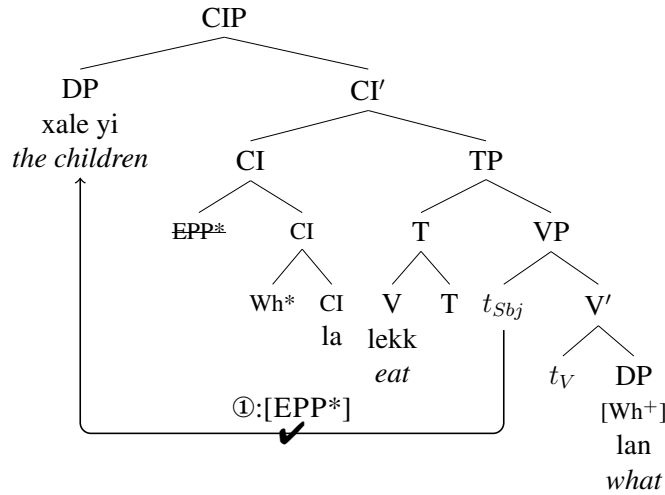 CIP
DP CI′
xale yi
the children
CI TP
EPP* CI T VP
Wh* CI V T t_Sbj V′
la lekk
eat t_V DP
[Wh⁺]
①:[EPP*] lan
✔ what